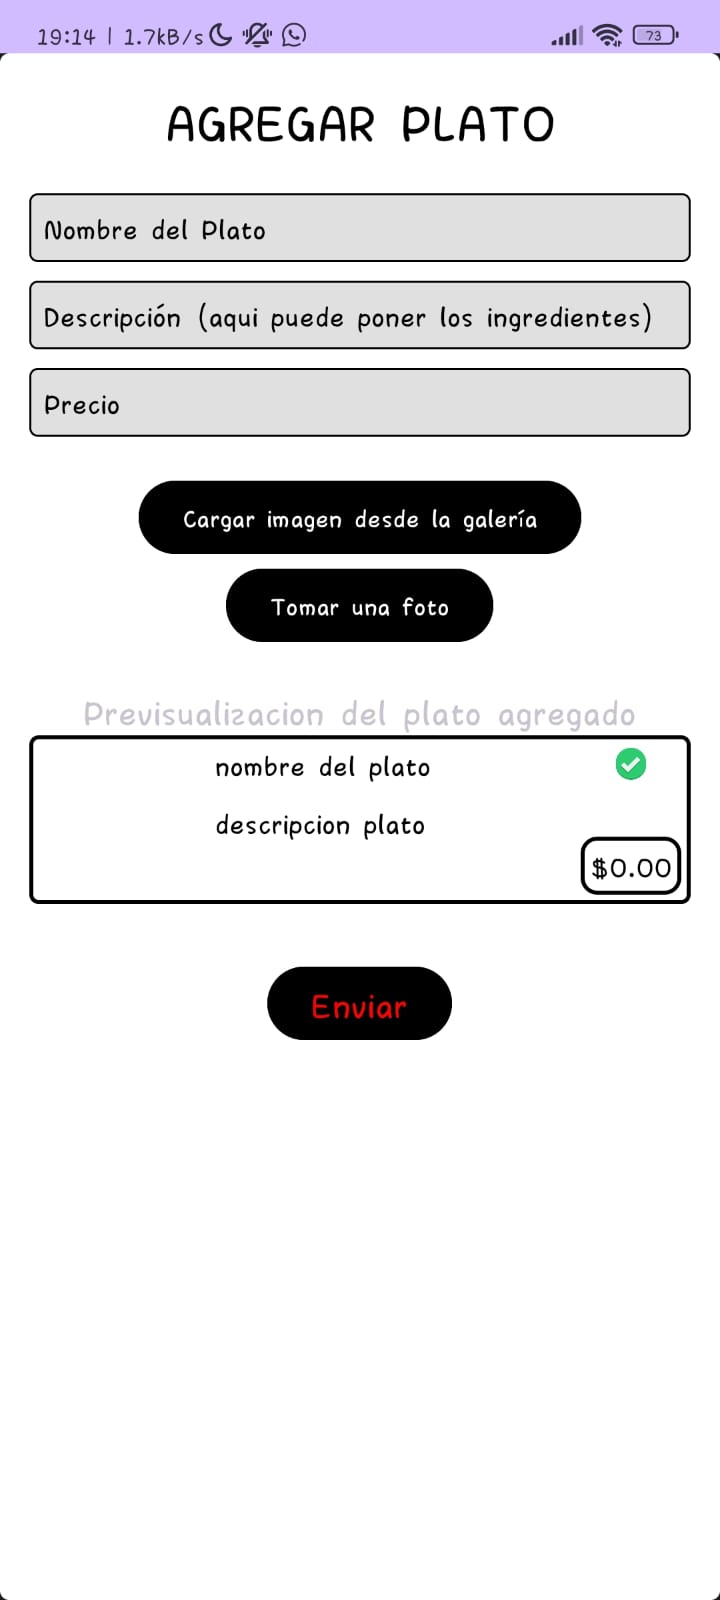 19:14 | 1.7kB/s 73
AGREGAR PLATO
Nombre del Plato
Descripción (aqui puede poner los ingredientes)
Precio
Cargar imagen desde la galería
Tomar una foto
Previsualizacion del plato agregado
nombre del plato
descripcion plato
$0.00
Enviar